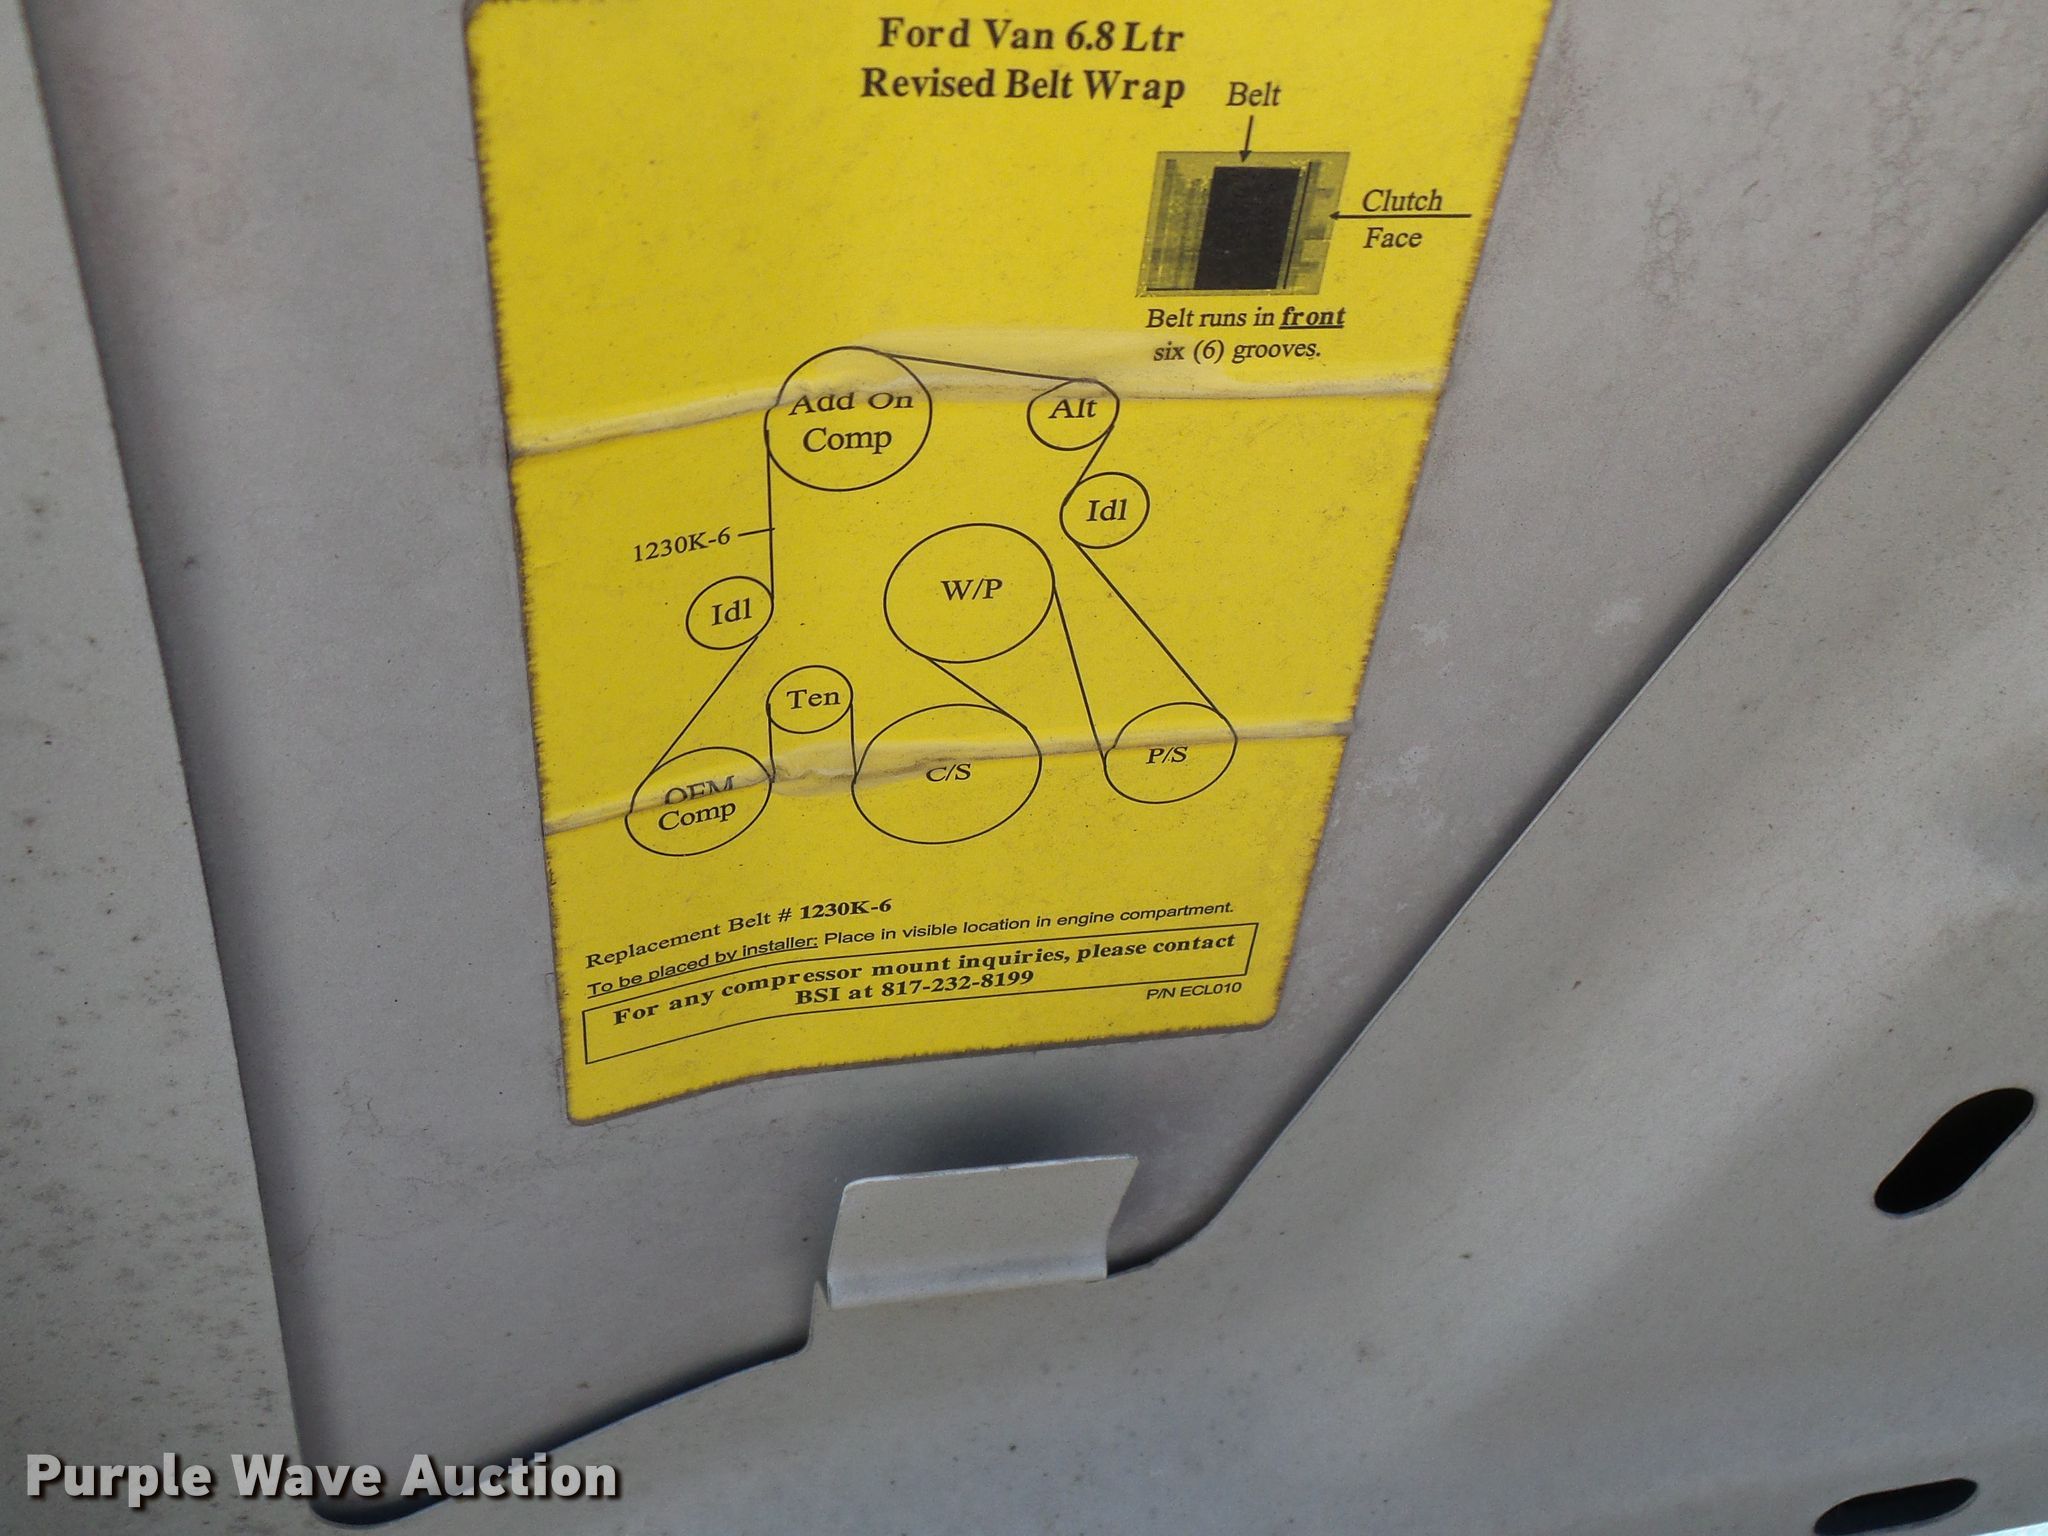 Ford Van 6.8 Ltr
Revised Belt Wrap
Belt
Clutch
Face
Belt runs in front
six (6) grooves.
Add On
Comp
Alt
Idl
1230K-6
W/P
Idl
Ten
OEM
Comp
C/S
P/S
Replacement Belt # 1230K-6
To be placed by installer: Place in visible location in engine compartment.
For any compressor mount inquiries, please contact
BSI at 817-232-8199
P/N ECL010
Purple Wave Auction